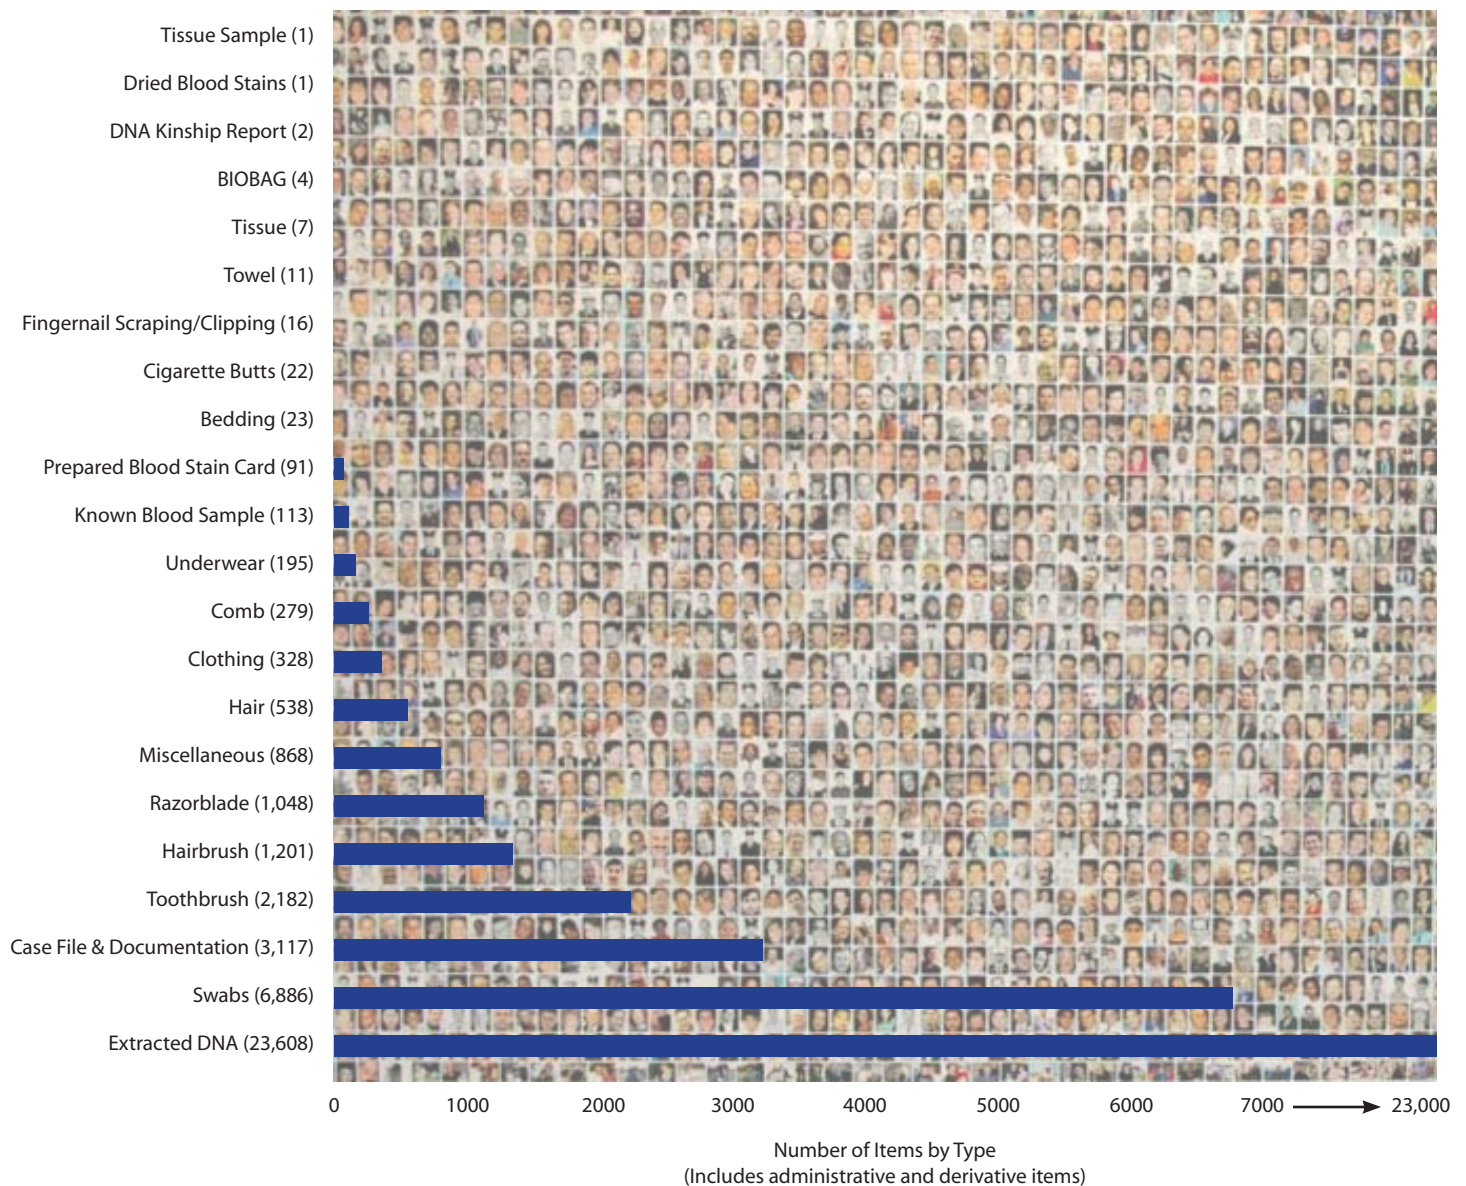 Tissue Sample (1)
Dried Blood Stains (1)
DNA Kinship Report (2)
BIOBAG (4)
Tissue (7)
Towel (11)
Fingernail Scraping/Clipping (16)
Cigarette Butts (22)
Bedding (23)
Prepared Blood Stain Card (91)
Known Blood Sample (113)
Underwear (195)
Comb (279)
Clothing (328)
Hair (538)
Miscellaneous (868)
Razorblade (1,048)
Hairbrush (1,201)
Toothbrush (2,182)
Case File & Documentation (3,117)
Swabs (6,886)
Extracted DNA (23,608)
0 1000 2000 3000 4000 5000 6000 7000 23,000
Number of Items by Type
(Includes administrative and derivative items)